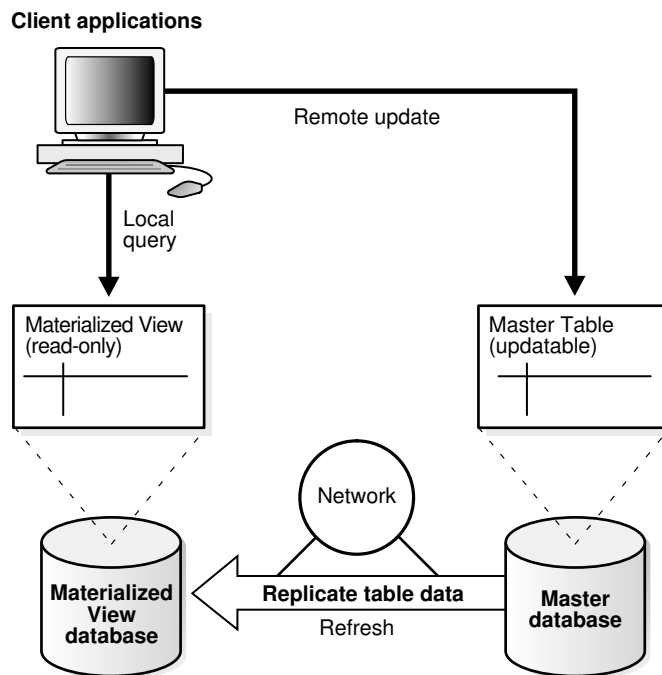 Client applications
Remote update
Local
query
Materialized View
(read-only)
Master Table
(updatable)
Network
Materialized
View
database
Replicate table data
Refresh
Master
database